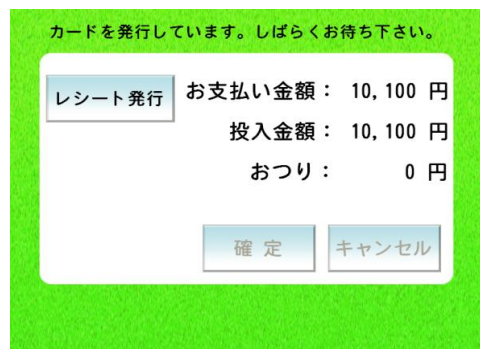 カードを発行しています。しばらくお待ち下さい。
レシート発行
お支払い金額： 10,100 円
投入金額： 10,100 円
おつり： 0 円
確 定
キャンセル